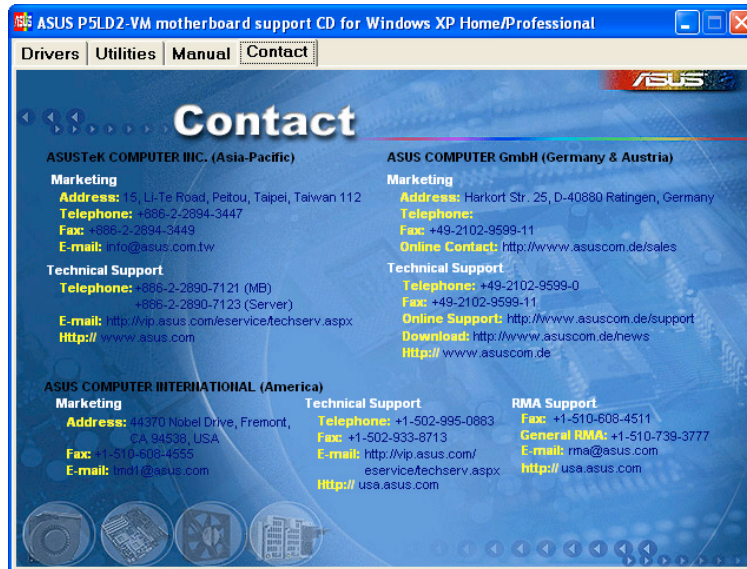 ASUS P5LD2-VM motherboard support CD for Windows XP Home/Professional
Drivers Utilities Manual Contact
ASUS
Contact
ASUSTeK COMPUTER INC. (Asia-Pacific)
Marketing
Address: 15, Li-Te Road, Peitou, Taipei, Taiwan 112
Telephone: +886-2-2894-3447
Fax: +886-2-2894-3449
E-mail: info@asus.com.tw
Technical Support
Telephone: +886-2-2890-7121 (MB)
+886-2-2890-7123 (Server)
E-mail: http://vip.asus.com/eservice/techserv.aspx
Http:// www.asus.com
ASUS COMPUTER GmbH (Germany & Austria)
Marketing
Address: Harkort Str. 25, D-40880 Ratingen, Germany
Telephone:
Fax: +49-2102-9599-11
Online Contact: http://www.asuscom.de/sales
Technical Support
Telephone: +49-2102-9599-0
Fax: +49-2102-9599-11
Online Support: http://www.asuscom.de/support
Download: http://www.asuscom.de/news
Http:// www.asuscom.de
ASUS COMPUTER INTERNATIONAL (America)
Marketing
Address: 44370 Nobel Drive, Fremont,
CA 94538, USA
Fax: +1-510-608-4555
E-mail: tmd1@asus.com
Technical Support
Telephone: +1-502-995-0883
Fax: +1-502-933-8713
E-mail: http://vip.asus.com/
eservice/techserv.aspx
Http:// usa.asus.com
RMA Support
Fax: +1-510-608-4511
General RMA: +1-510-739-3777
E-mail: rma@asus.com
http:// usa.asus.com